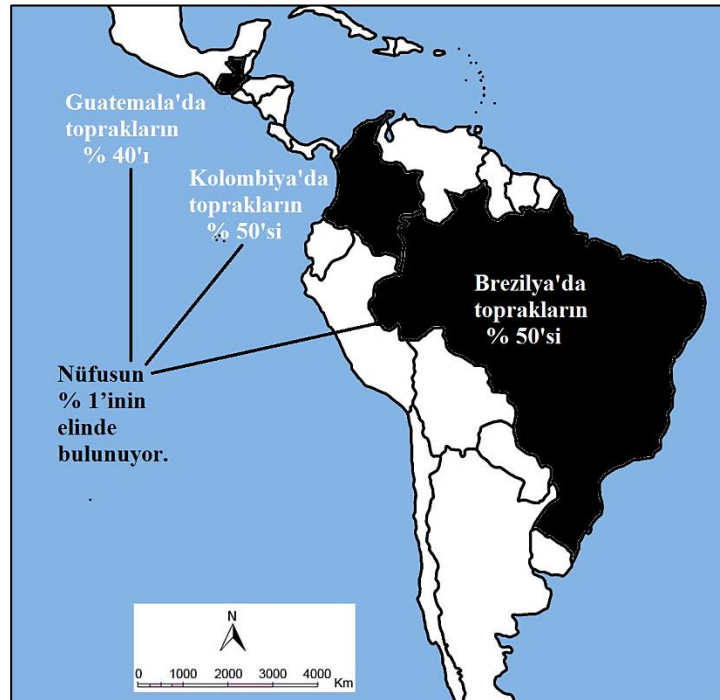 Guatemala'da
toprakların
% 40'ı
Kolombiya'da
toprakların
% 50'si
Brezilya'da
toprakların
% 50'si
Nüfusun
% 1’inin
elinde
bulunuyor.
N
0 1000 2000 3000 4000 Km